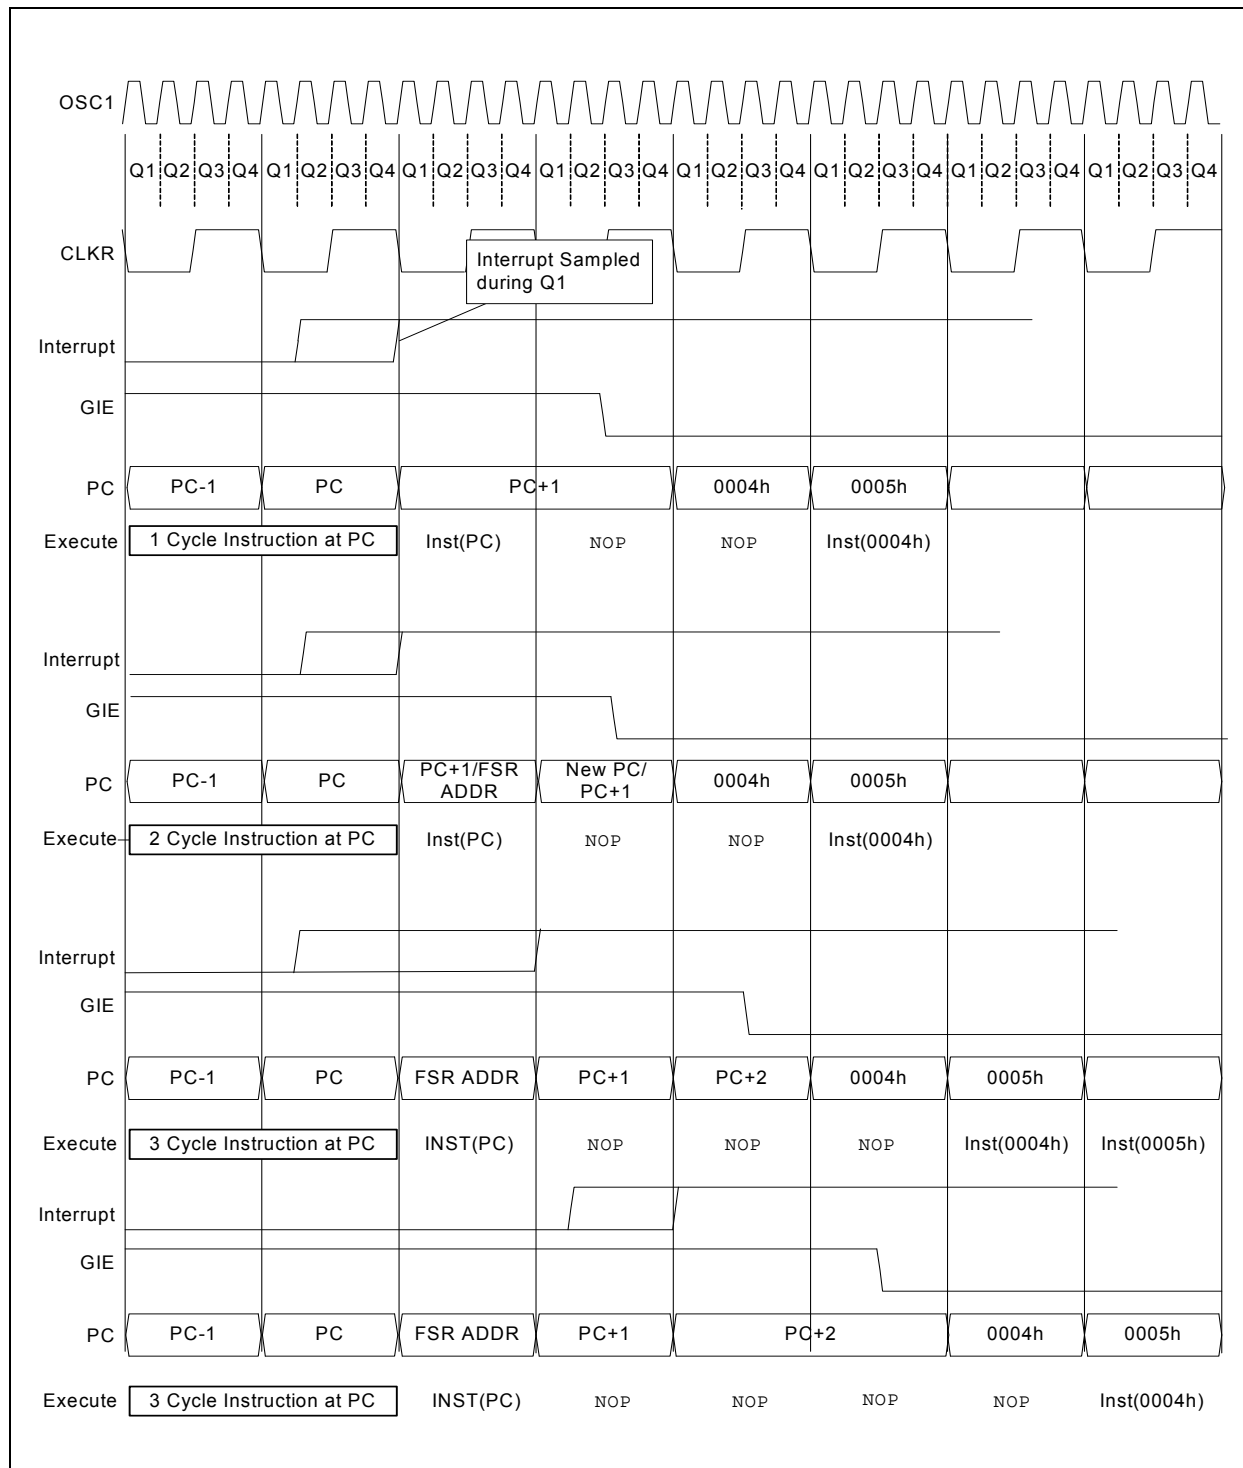 OSC1
Q1 Q2 Q3 Q4 Q1 Q2 Q3 Q4 Q1 Q2 Q3 Q4 Q1 Q2 Q3 Q4 Q1 Q2 Q3 Q4 Q1 Q2 Q3 Q4 Q1 Q2 Q3 Q4 Q1 Q2 Q3 Q4
CLKR
Interrupt Sampled
during Q1
Interrupt
GIE
PC PC-1 PC PC+1 0004h 0005h
Execute 1 Cycle Instruction at PC Inst(PC) NOP NOP Inst(0004h)
Interrupt
GIE
PC PC-1 PC PC+1/FSR ADDR New PC/ PC+1 0004h 0005h
Execute 2 Cycle Instruction at PC Inst(PC) NOP NOP Inst(0004h)
Interrupt
GIE
PC PC-1 PC FSR ADDR PC+1 PC+2 0004h 0005h
Execute 3 Cycle Instruction at PC INST(PC) NOP NOP NOP Inst(0004h) Inst(0005h)
Interrupt
GIE
PC PC-1 PC FSR ADDR PC+1 PC+2 0004h 0005h
Execute 3 Cycle Instruction at PC INST(PC) NOP NOP NOP NOP Inst(0004h)